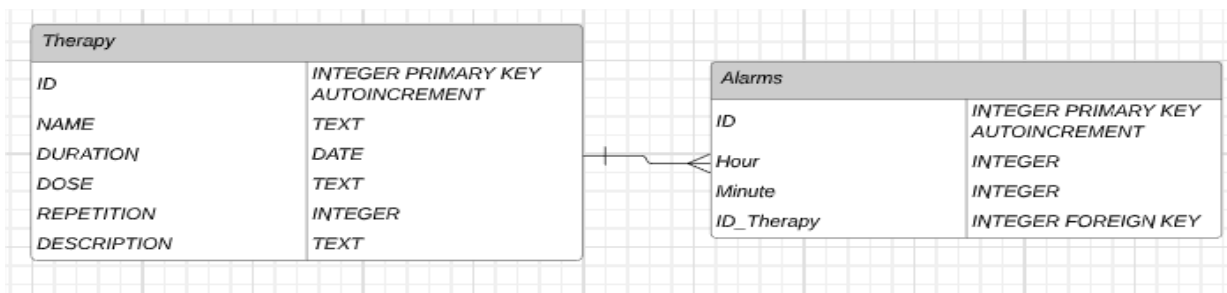 Therapy
ID INTEGER PRIMARY KEY
AUTOINCREMENT
NAME TEXT
DURATION DATE
DOSE TEXT
REPETITION INTEGER
DESCRIPTION TEXT
Alarms
ID INTEGER PRIMARY KEY
AUTOINCREMENT
Hour INTEGER
Minute INTEGER
ID_Therapy INTEGER FOREIGN KEY